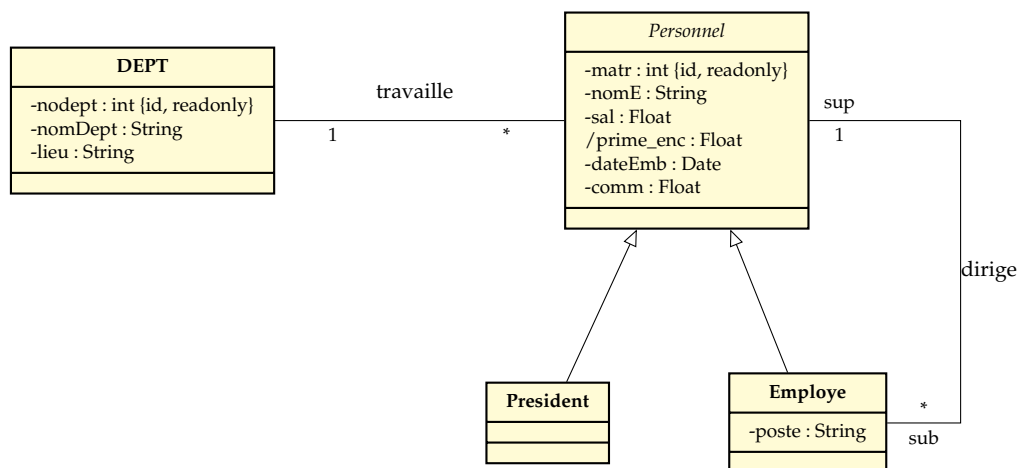 DEPT
-nodept : int {id, readonly}
-nomDept : String
-lieu : String
travaille
1
*
Personnel
-matr : int {id, readonly}
-nomE : String
-sal : Float
/prime_enc : Float
-dateEmb : Date
-comm : Float
sup
1
dirige
President
Employe
-poste : String
*
sub